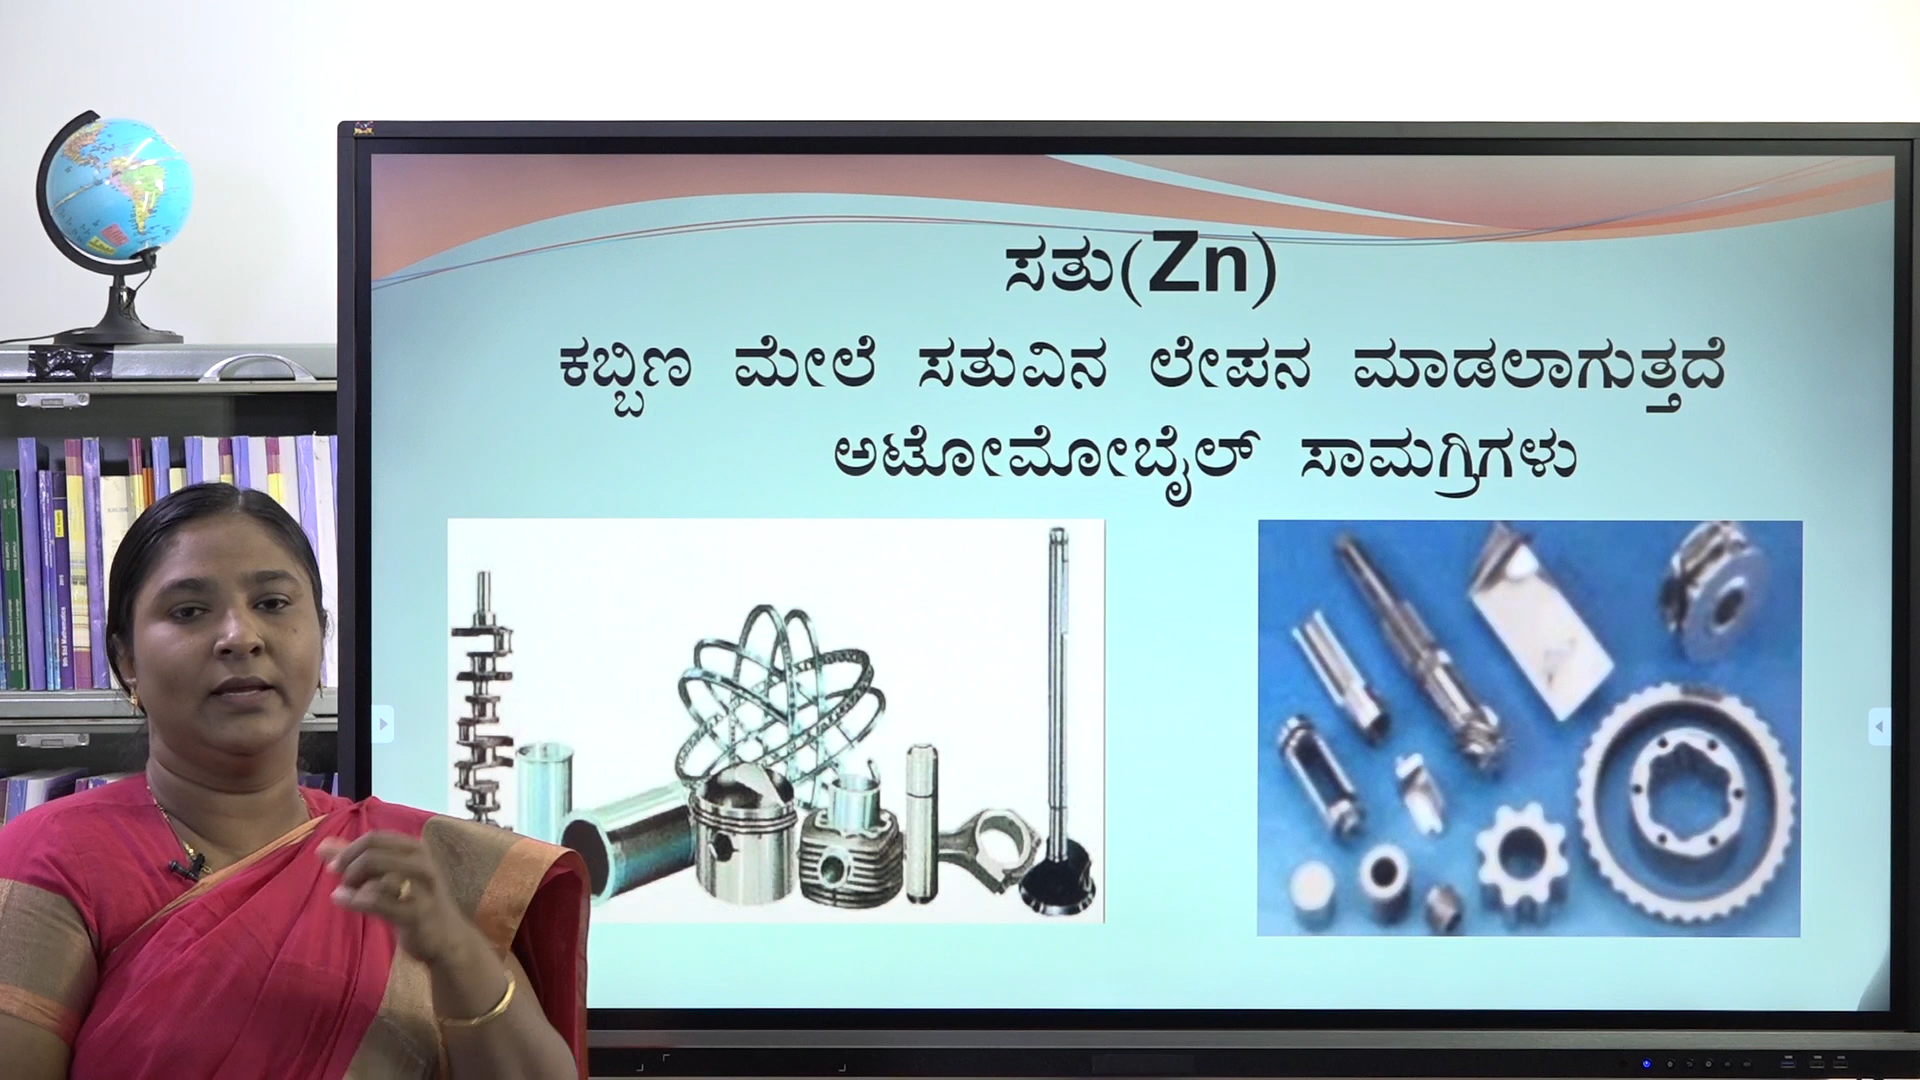 ಸತು(Zn)
ಕಬ್ಬಿಣ ಮೇಲೆ ಸತುವಿನ ಲೇಪನ ಮಾಡಲಾಗುತ್ತದೆ
ಅಟೋಮೋಬೈಲ್ ಸಾಮಗ್ರಿಗಳು